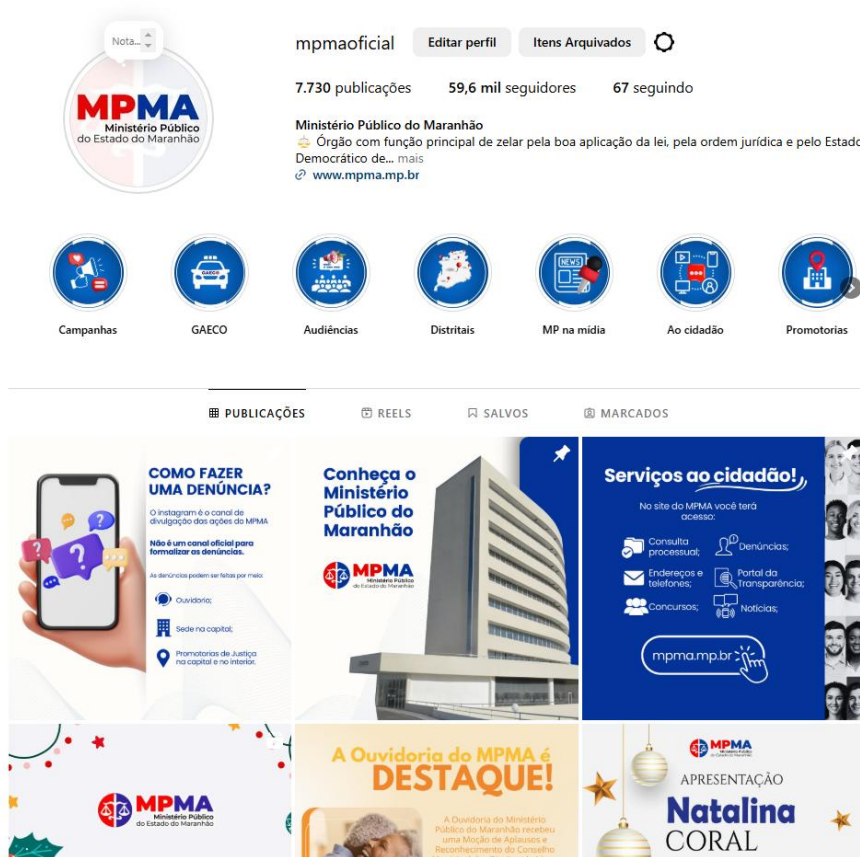 Nota...
mpmaoficial
Editar perfil
Itens Arquivados
7.730 publicações
59,6 mil seguidores
67 seguindo
MPMA
Ministério Público
do Estado do Maranhão
Ministério Público do Maranhão
Órgão com função principal de zelar pela boa aplicação da lei, pela ordem jurídica e pelo Estado
Democrático de... mais
www.mpma.mp.br
GAECO
NEWS
Campanhas
GAECO
Audiências
Distritais
MP na mídia
Ao cidadão
Promotorias
PUBLICAÇÕES
REELS
SALVOS
MARCADOS
COMO FAZER
UMA DENÚNCIA?
O instagram é o canal de
divulgação das ações do MPMA
Não é um canal oficial para
formalizar as denúncias.
As denúncias podem ser feitas por meio:
Ouvidoria;
Sede na capital;
Promotorias de Justiça
na capital e no interior.
Conheça o
Ministério
Público do
Maranhão
MPMA
Ministério Público
do Estado do Maranhão
Serviços ao cidadão!
No site do MPMA você terá
acesso:
Consulta
processual;
Denúncias;
Endereços e
telefones;
Portal da
Transparência;
Concursos;
Notícias;
mpma.mp.br
MPMA
Ministério Público
do Estado do Maranhão
A Ouvidoria do MPMA é
DESTAQUE!
A Ouvidoria do Ministério
Público do Maranhão recebeu
uma Moção de Aplausos e
Reconhecimento do Conselho
MPMA
APRESENTAÇÃO
Natalina
CORAL